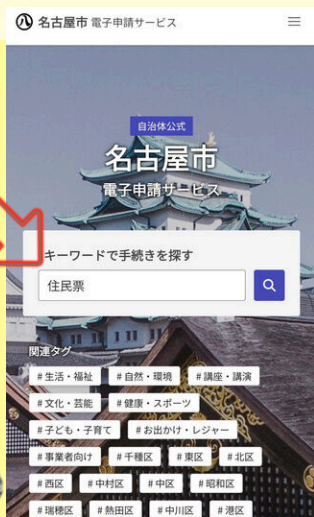 名古屋市 電子申請サービス
自治体公式
名古屋市
電子申請サービス
キーワードで手続きを探す
住民票
関連タグ
#生活・福祉 #自然・環境 #講座・講演
#文化・芸能 #健康・スポーツ
#子ども・子育て #お出かけ・レジャー
#事業者向け #千種区 #東区 #北区
#西区 #中村区 #中区 #昭和区
#瑞穂区 #熱田区 #中川区 #港区